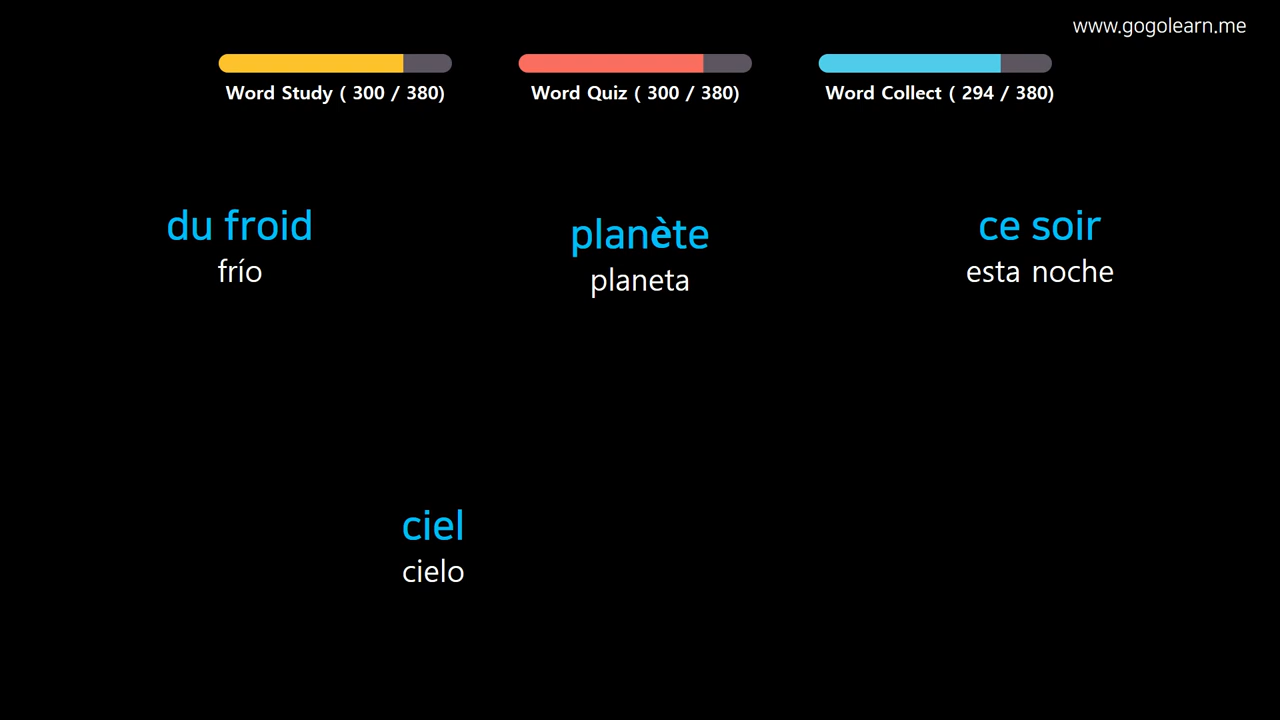 www.gogolearn.me
Word Study ( 300 / 380)
Word Quiz ( 300 / 380)
Word Collect ( 294 / 380)
du froid
frío
planète
planeta
ce soir
esta noche
ciel
cielo